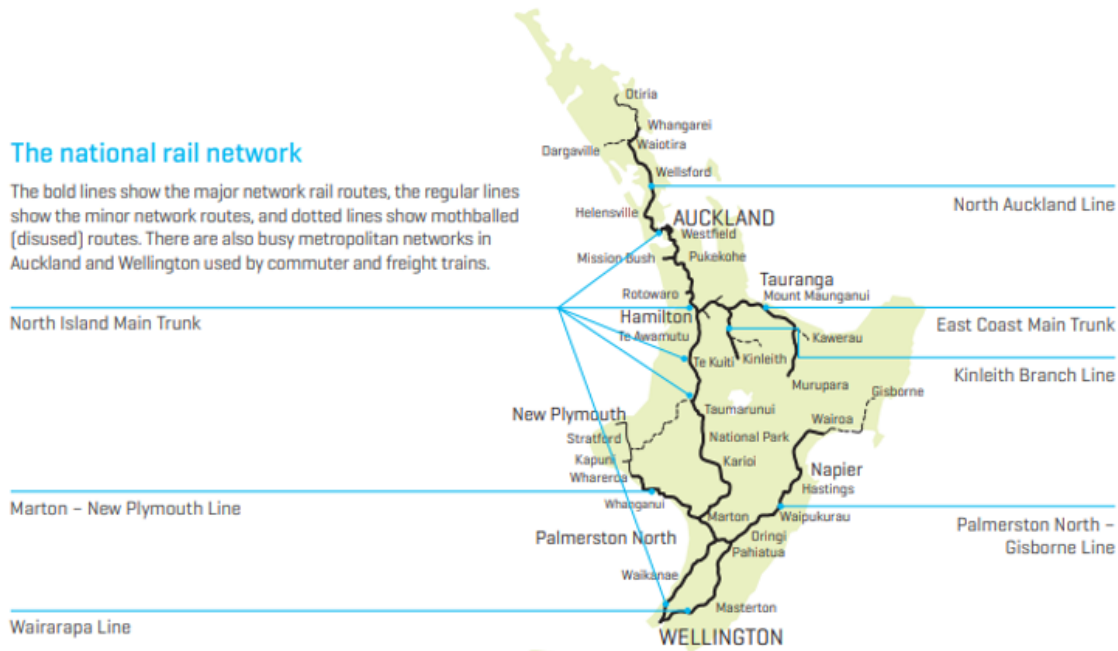 The national rail network
The bold lines show the major network rail routes, the regular lines
show the minor network routes, and dotted lines show mothballed
(disused) routes. There are also busy metropolitan networks in
Auckland and Wellington used by commuter and freight trains.
North Island Main Trunk
Marton – New Plymouth Line
Wairarapa Line
Otiria
Whangarei
Dargaville
Waiotira
Wellsford
Helensville
AUCKLAND
Westfield
Mission Bush
Pukekohe
Rotowaro
Tauranga
Mount Maunganui
Hamilton
Te Awamutu
Kawerau
Te Kuiti
Kinleith
Murupara
Gisborne
New Plymouth
Taumarunui
Wairoa
Stratford
National Park
Kapuni
Karioi
Napier
Whareroa
Hastings
Whanganui
Marton
Waipukurau
Palmerston North
Oringi
Pahiatua
Waikanae
Masterton
WELLINGTON
North Auckland Line
East Coast Main Trunk
Kinleith Branch Line
Palmerston North –
Gisborne Line